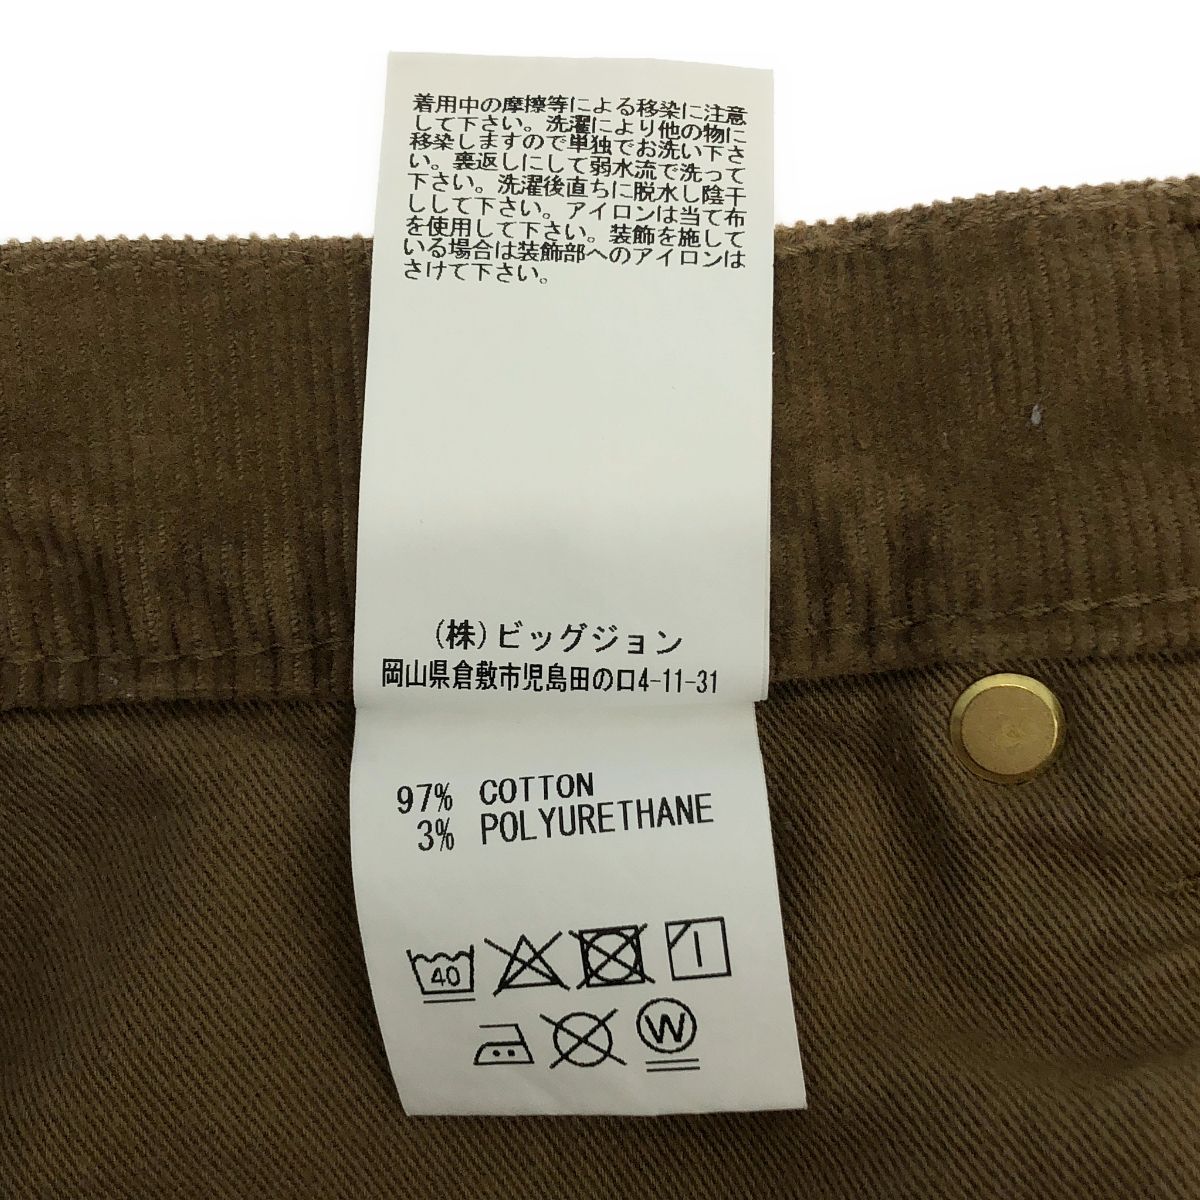 着用中の摩擦等による移染に注意
して下さい。洗濯により他の物に
移染しますので単独でお洗い下さ
い。裏返しにして弱水流で洗って
下さい。洗濯後直ちに脱水し陰干
しして下さい。アイロンは当て布
を使用して下さい。装飾を施して
いる場合は装飾部へのアイロンは
さけて下さい。
(株)ビッグジョン
岡山県倉敷市児島田の口4-11-31
97% COTTON
3% POLYURETHANE
40
W